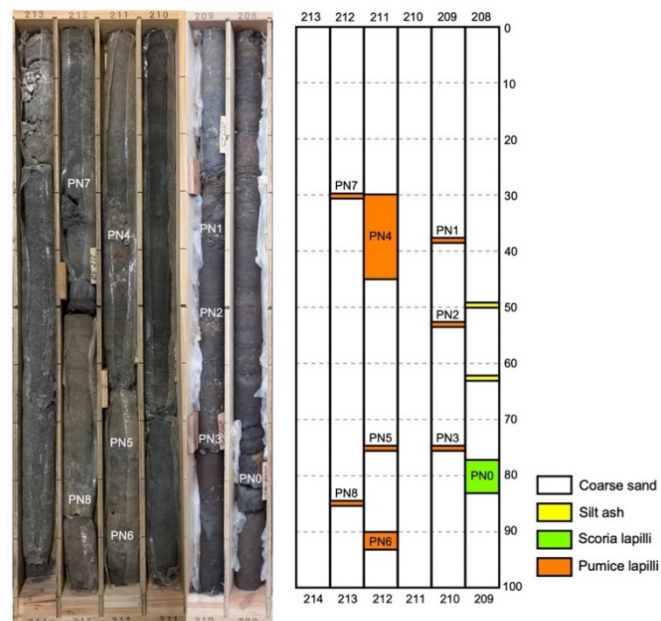 213 212 211 210 209 208
PN7
PN4
PN1
PN2
PN5
PN3
PN0
PN8
PN6
213 212 211 210 209 208
0
10
20
30
40
50
60
70
80
90
100
PN7
PN4
PN1
PN2
PN5
PN3
PN0
PN8
PN6
214 213 212 211 210 209
Coarse sand
Silt ash
Scoria lapilli
Pumice lapilli